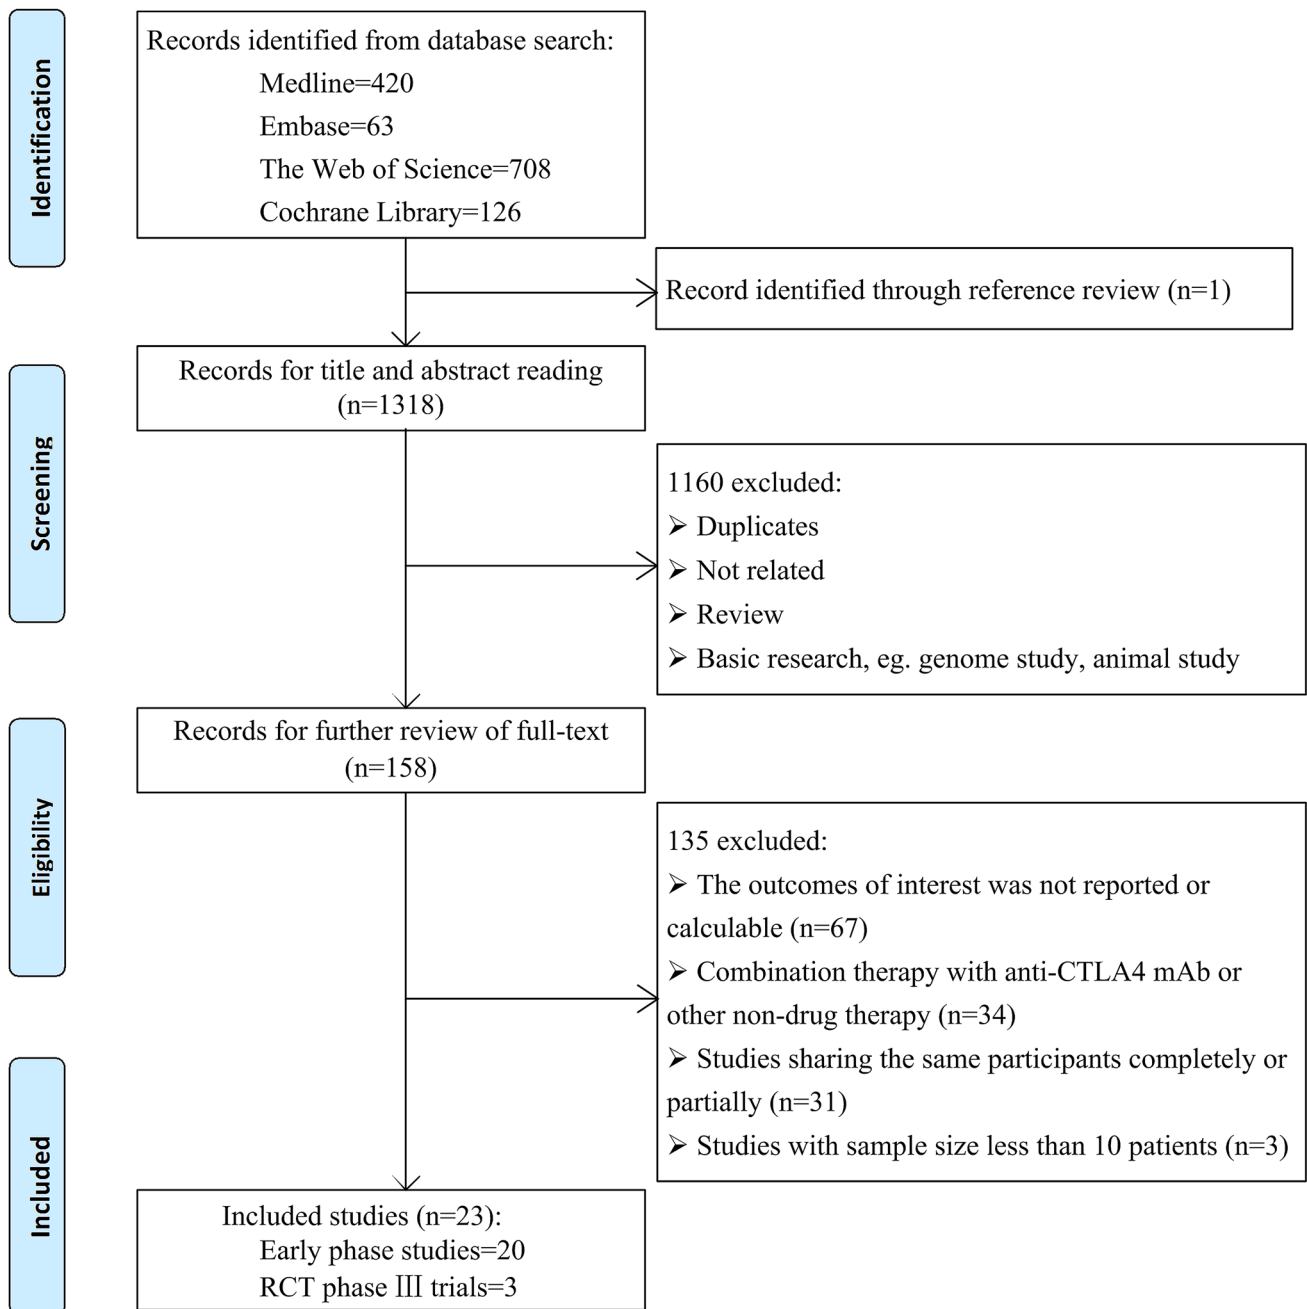 Identification
Records identified from database search:
Medline=420
Embase=63
The Web of Science=708
Cochrane Library=126
Record identified through reference review (n=1)
Screening
Records for title and abstract reading
(n=1318)
1160 excluded:
➢ Duplicates
➢ Not related
➢ Review
➢ Basic research, eg. genome study, animal study
Eligibility
Records for further review of full-text
(n=158)
135 excluded:
➢ The outcomes of interest was not reported or
calculable (n=67)
➢ Combination therapy with anti-CTLA4 mAb or
other non-drug therapy (n=34)
➢ Studies sharing the same participants completely or
partially (n=31)
➢ Studies with sample size less than 10 patients (n=3)
Included
Included studies (n=23):
Early phase studies=20
RCT phase Ⅲ trials=3